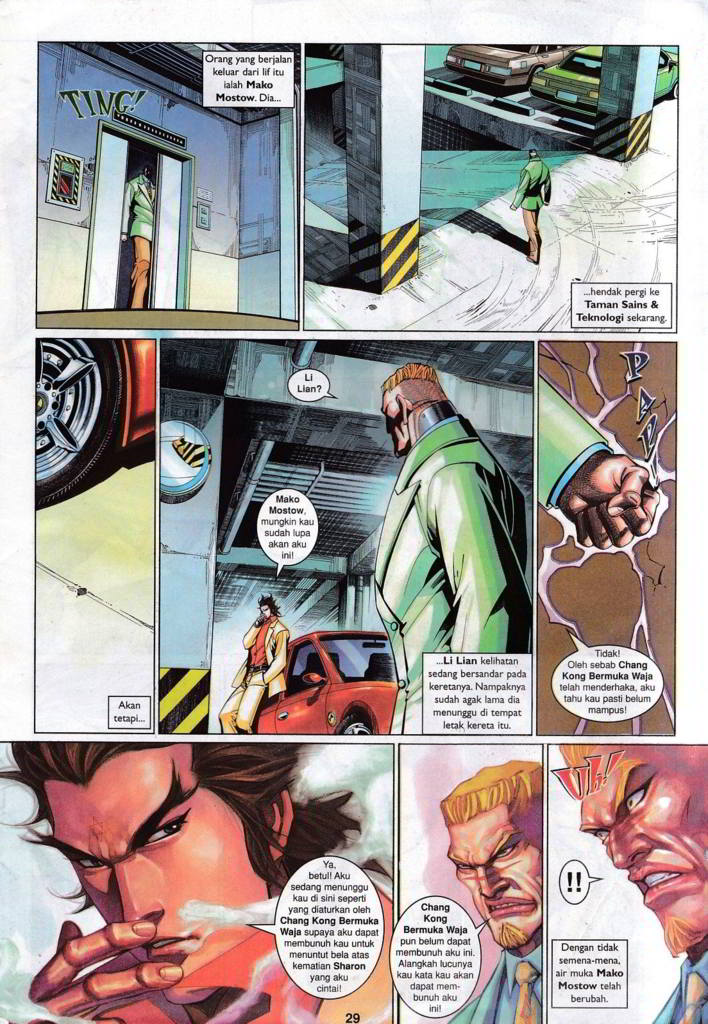 TING!
Orang yang berjalan
keluar dari lif itu
ialah Mako
Mostow. Dia...
...hendak pergi ke
Taman Sains &
Teknologi sekarang.
Akan
tetapi...
Li
Lian?
Mako
Mostow,
mungkin kau
sudah lupa
akan aku
ini!
...Li Lian kelihatan
sedang bersandar pada
keretanya. Nampaknya
sudah agak lama dia
menunggu di tempat
letak kereta itu.
PAP!
Tidak!
Oleh sebab Chang
Kong Bermuka Waja
telah menderhaka, aku
tahu kau pasti belum
mampus!
Ya,
betul! Aku
sedang menunggu
kau di sini seperti
yang diaturkan oleh
Chang Kong Bermuka
Waja supaya aku dapat
membunuh kau untuk
menuntut bela atas
kematian Sharon
yang aku
cintai!
Chang
Kong
Bermuka Waja
pun belum dapat
membunuh aku ini.
Alangkah lucunya
kau kata kau akan
dapat mem-
bunuh aku
ini!
UH!
!!
Dengan tidak
semena-mena,
air muka Mako
Mostow telah
berubah.
29